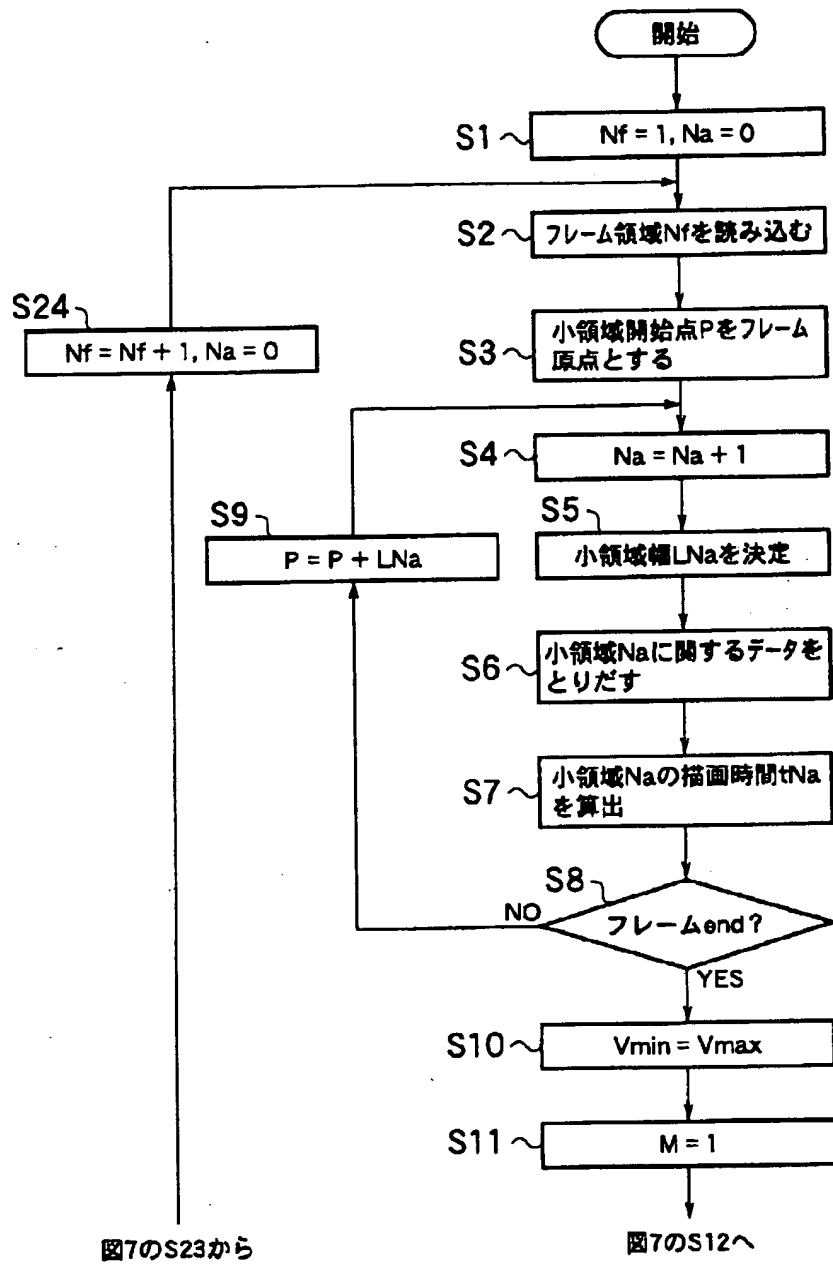 開始
S1
Nf = 1, Na = 0
S2
フレーム領域Nfを読み込む
S24
Nf = Nf + 1, Na = 0
S3
小領域開始点Pをフレーム
原点とする
S4
Na = Na + 1
S9
P = P + LNa
S5
小領域幅LNaを決定
S6
小領域Naに関するデータを
とりだす
S7
小領域Naの描画時間tNa
を算出
S8
NO
フレームend?
YES
S10
Vmin = Vmax
S11
M = 1
図7のS23から
図7のS12へ